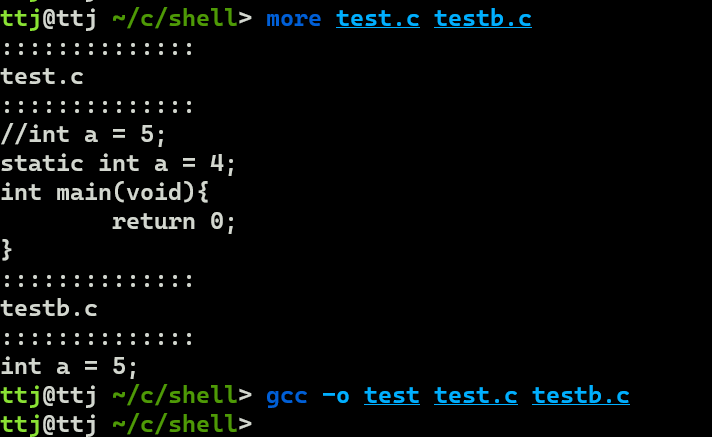 ttj@ttj ~/c/shell> more test.c testb.c
::::::::::::::
test.c
::::::::::::::
//int a = 5;
static int a = 4;
int main(void){
        return 0;
}
::::::::::::::
testb.c
::::::::::::::
int a = 5;
ttj@ttj ~/c/shell> gcc -o test test.c testb.c
ttj@ttj ~/c/shell>